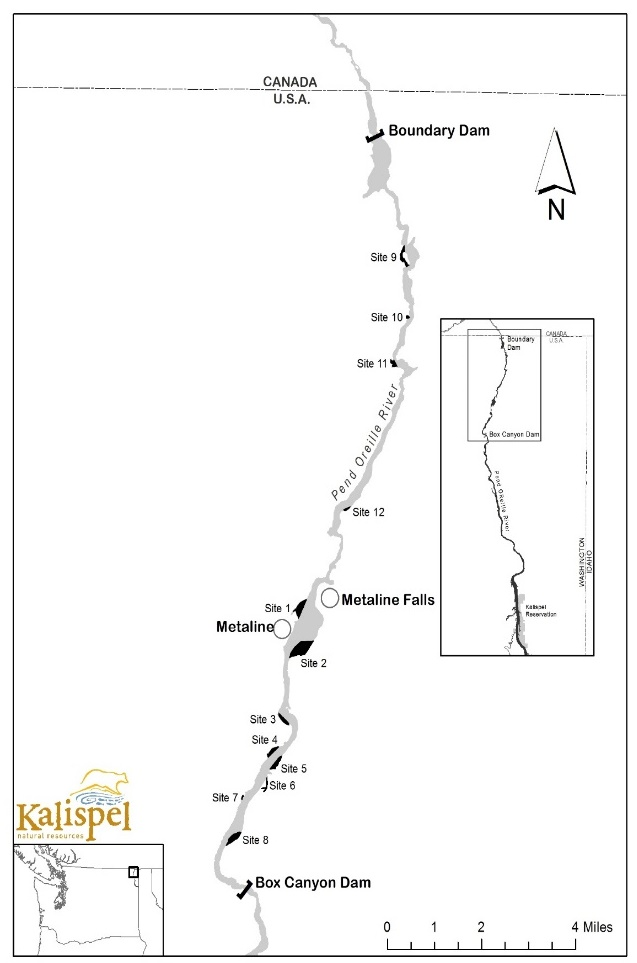 CANADA
U.S.A.
Boundary Dam
N
Site 9
Site 10
Site 11
Pend Oreille River
Site 12
Site 1
Metaline Falls
Metaline
Site 2
Site 3
Site 4
Site 5
Site 6
Site 7
Site 8
Box Canyon Dam
CANADA
U.S.A
Boundary
Dam
Box Canyon Dam
Pend Oreille River
WASHINGTON
IDAHO
Kalispel
Reservation
Kalispel
natural resources
0 1 2 4 Miles